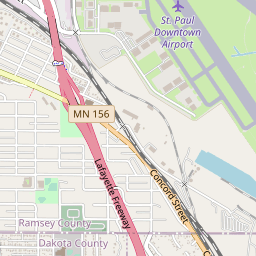 St. Paul
Downtown
Airport
MN 156
Lafayette Freeway
Concord Street
Ramsey County
Dakota County